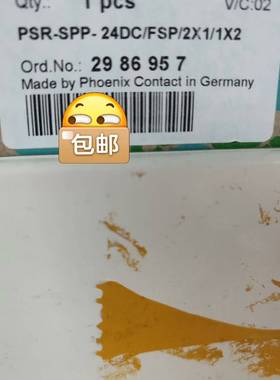 Qty.: 1 pcs
V/C:02
PSR-SPP- 24DC/FSP/2X1/1X2
Ord.No.: 29 86 95 7
Made by Phoenix Contact in Germany
包邮